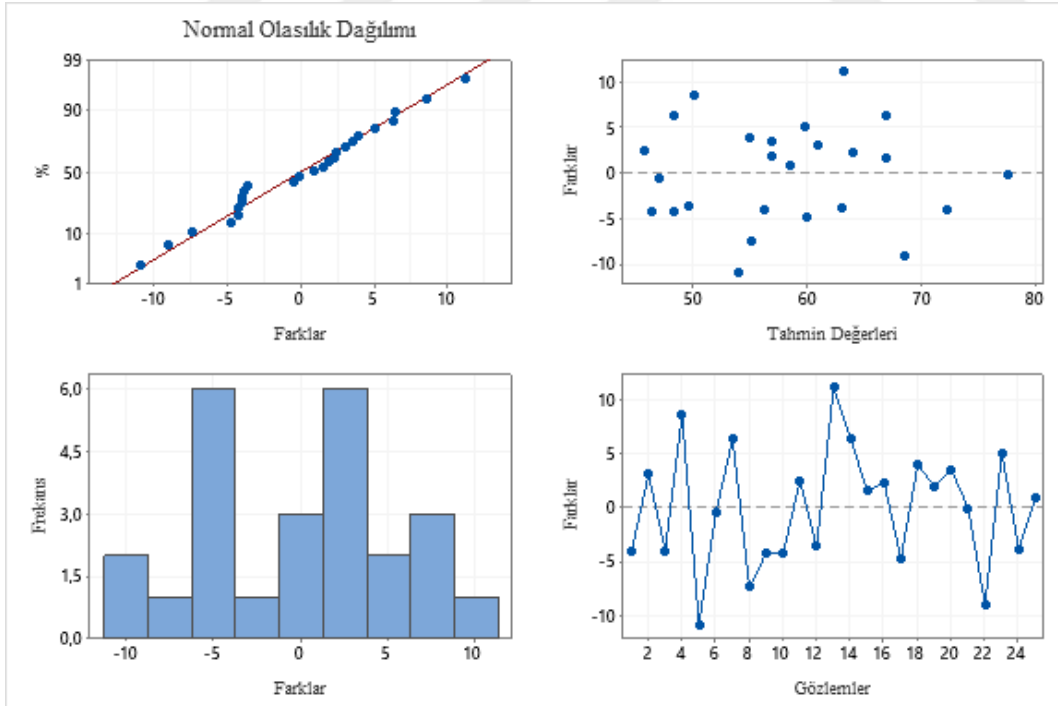 Normal Olasılık Dağılımı
99
90
50
10
1
%
-10 -5 0 5 10
Farklar
10
5
0
-5
-10
Farklar
50 60 70 80
Tahmin Değerleri
6,0
4,5
3,0
1,5
0,0
Frekans
-10 -5 0 5 10
Farklar
10
5
0
-5
-10
Farklar
2 4 6 8 10 12 14 16 18 20 22 24
Gözlemler